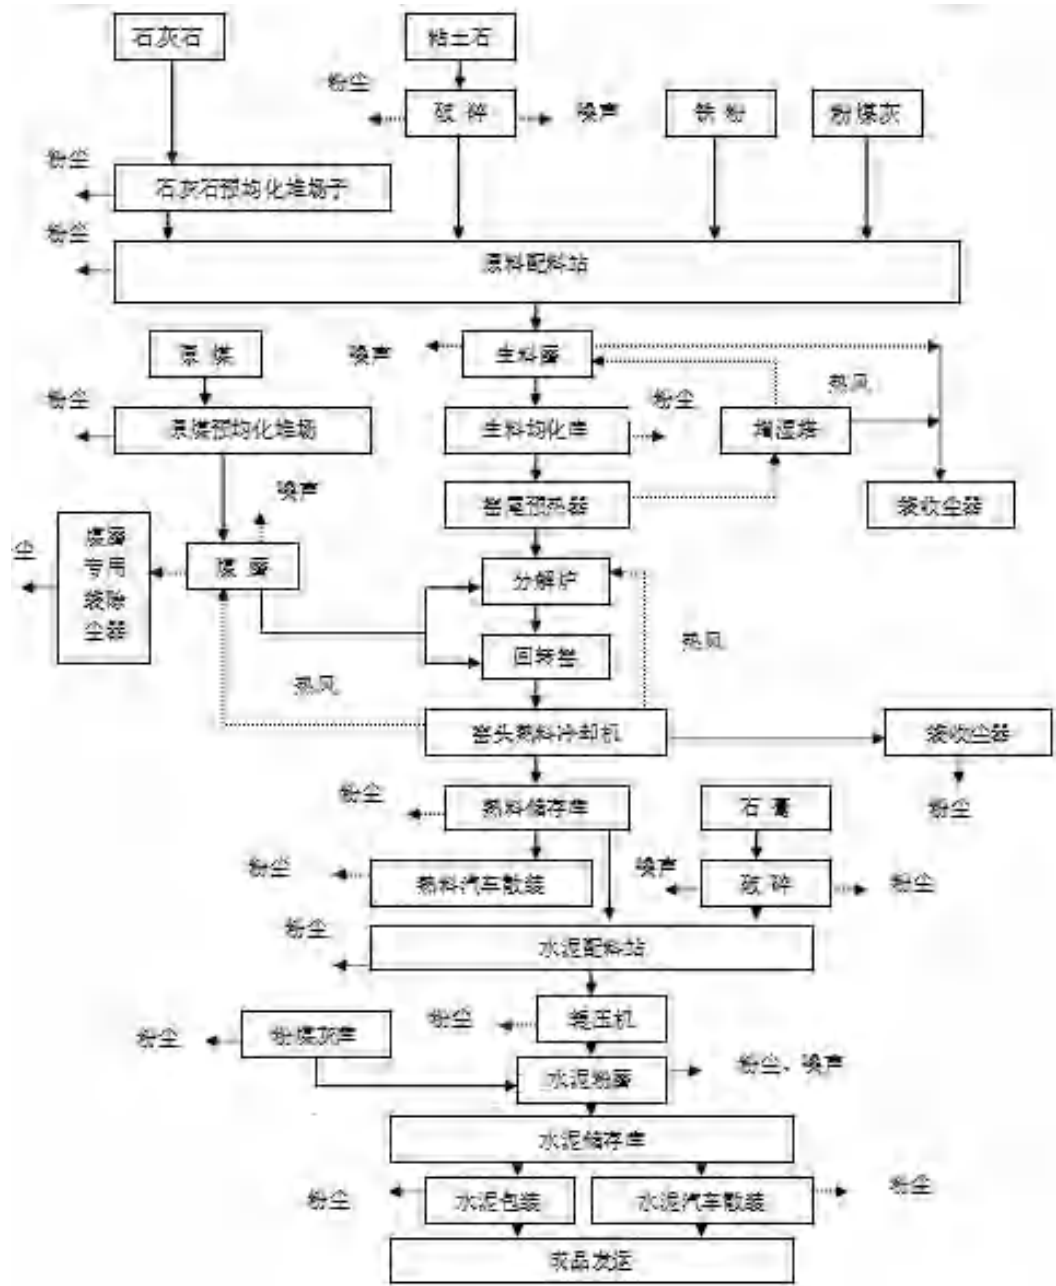 石灰石
粘土石
粉尘
破 碎
噪声
铁 粉
粉煤灰
粉尘
石灰石预均化堆场子
粉尘
原料配料站
原 煤
噪声
生料磨
热风
粉尘
原煤预均化堆场
生料均化库
粉尘
增湿塔
噪声
窑尾预热器
袋收尘器
尘
煤磨
专用
袋除
尘器
煤 磨
分解炉
回转窑
热风
热风
窑头熟料冷却机
袋收尘器
粉尘
熟料储存库
石 膏
粉尘
粉尘
熟料汽车散装
噪声
破 碎
粉尘
粉尘
水泥配料站
粉尘
粉煤灰库
粉尘
辊压机
水泥粉磨
粉尘、噪声
水泥储存库
粉尘
水泥包装
水泥汽车散装
粉尘
成品发运